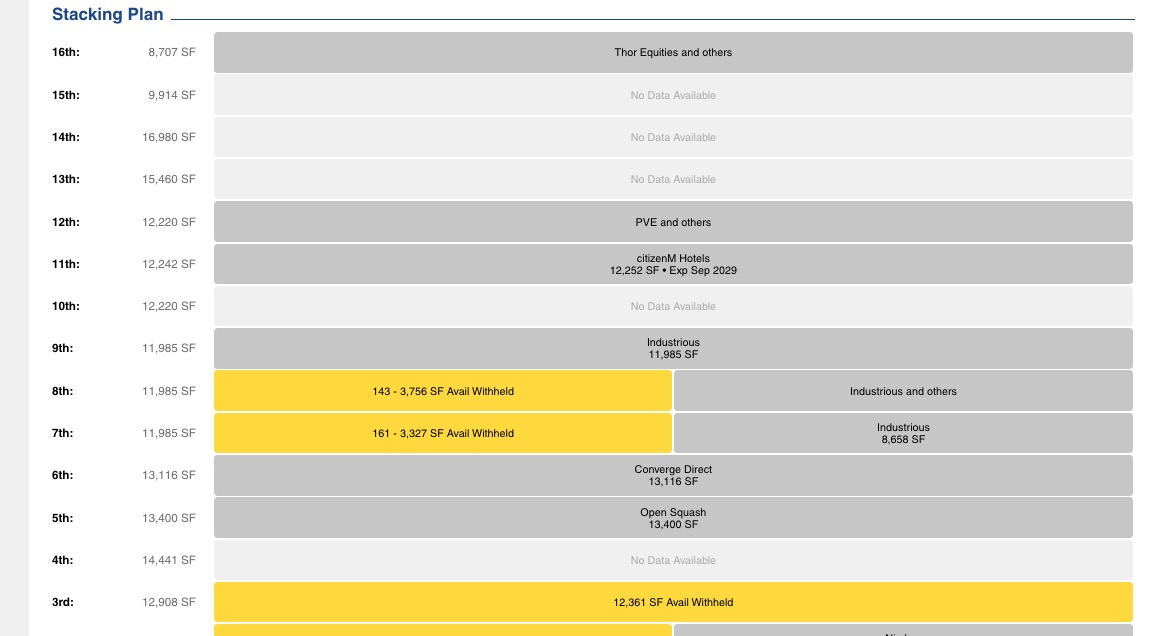 Stacking Plan
16th: 8,707 SF Thor Equities and others
15th: 9,914 SF No Data Available
14th: 16,980 SF No Data Available
13th: 15,460 SF No Data Available
12th: 12,220 SF PVE and others
11th: 12,242 SF citizenM Hotels
12,252 SF • Exp Sep 2029
10th: 12,220 SF No Data Available
9th: 11,985 SF Industrious
11,985 SF
8th: 11,985 SF 143 - 3,756 SF Avail Withheld Industrious and others
7th: 11,985 SF 161 - 3,327 SF Avail Withheld Industrious
8,658 SF
6th: 13,116 SF Converge Direct
13,116 SF
5th: 13,400 SF Open Squash
13,400 SF
4th: 14,441 SF No Data Available
3rd: 12,908 SF 12,361 SF Avail Withheld